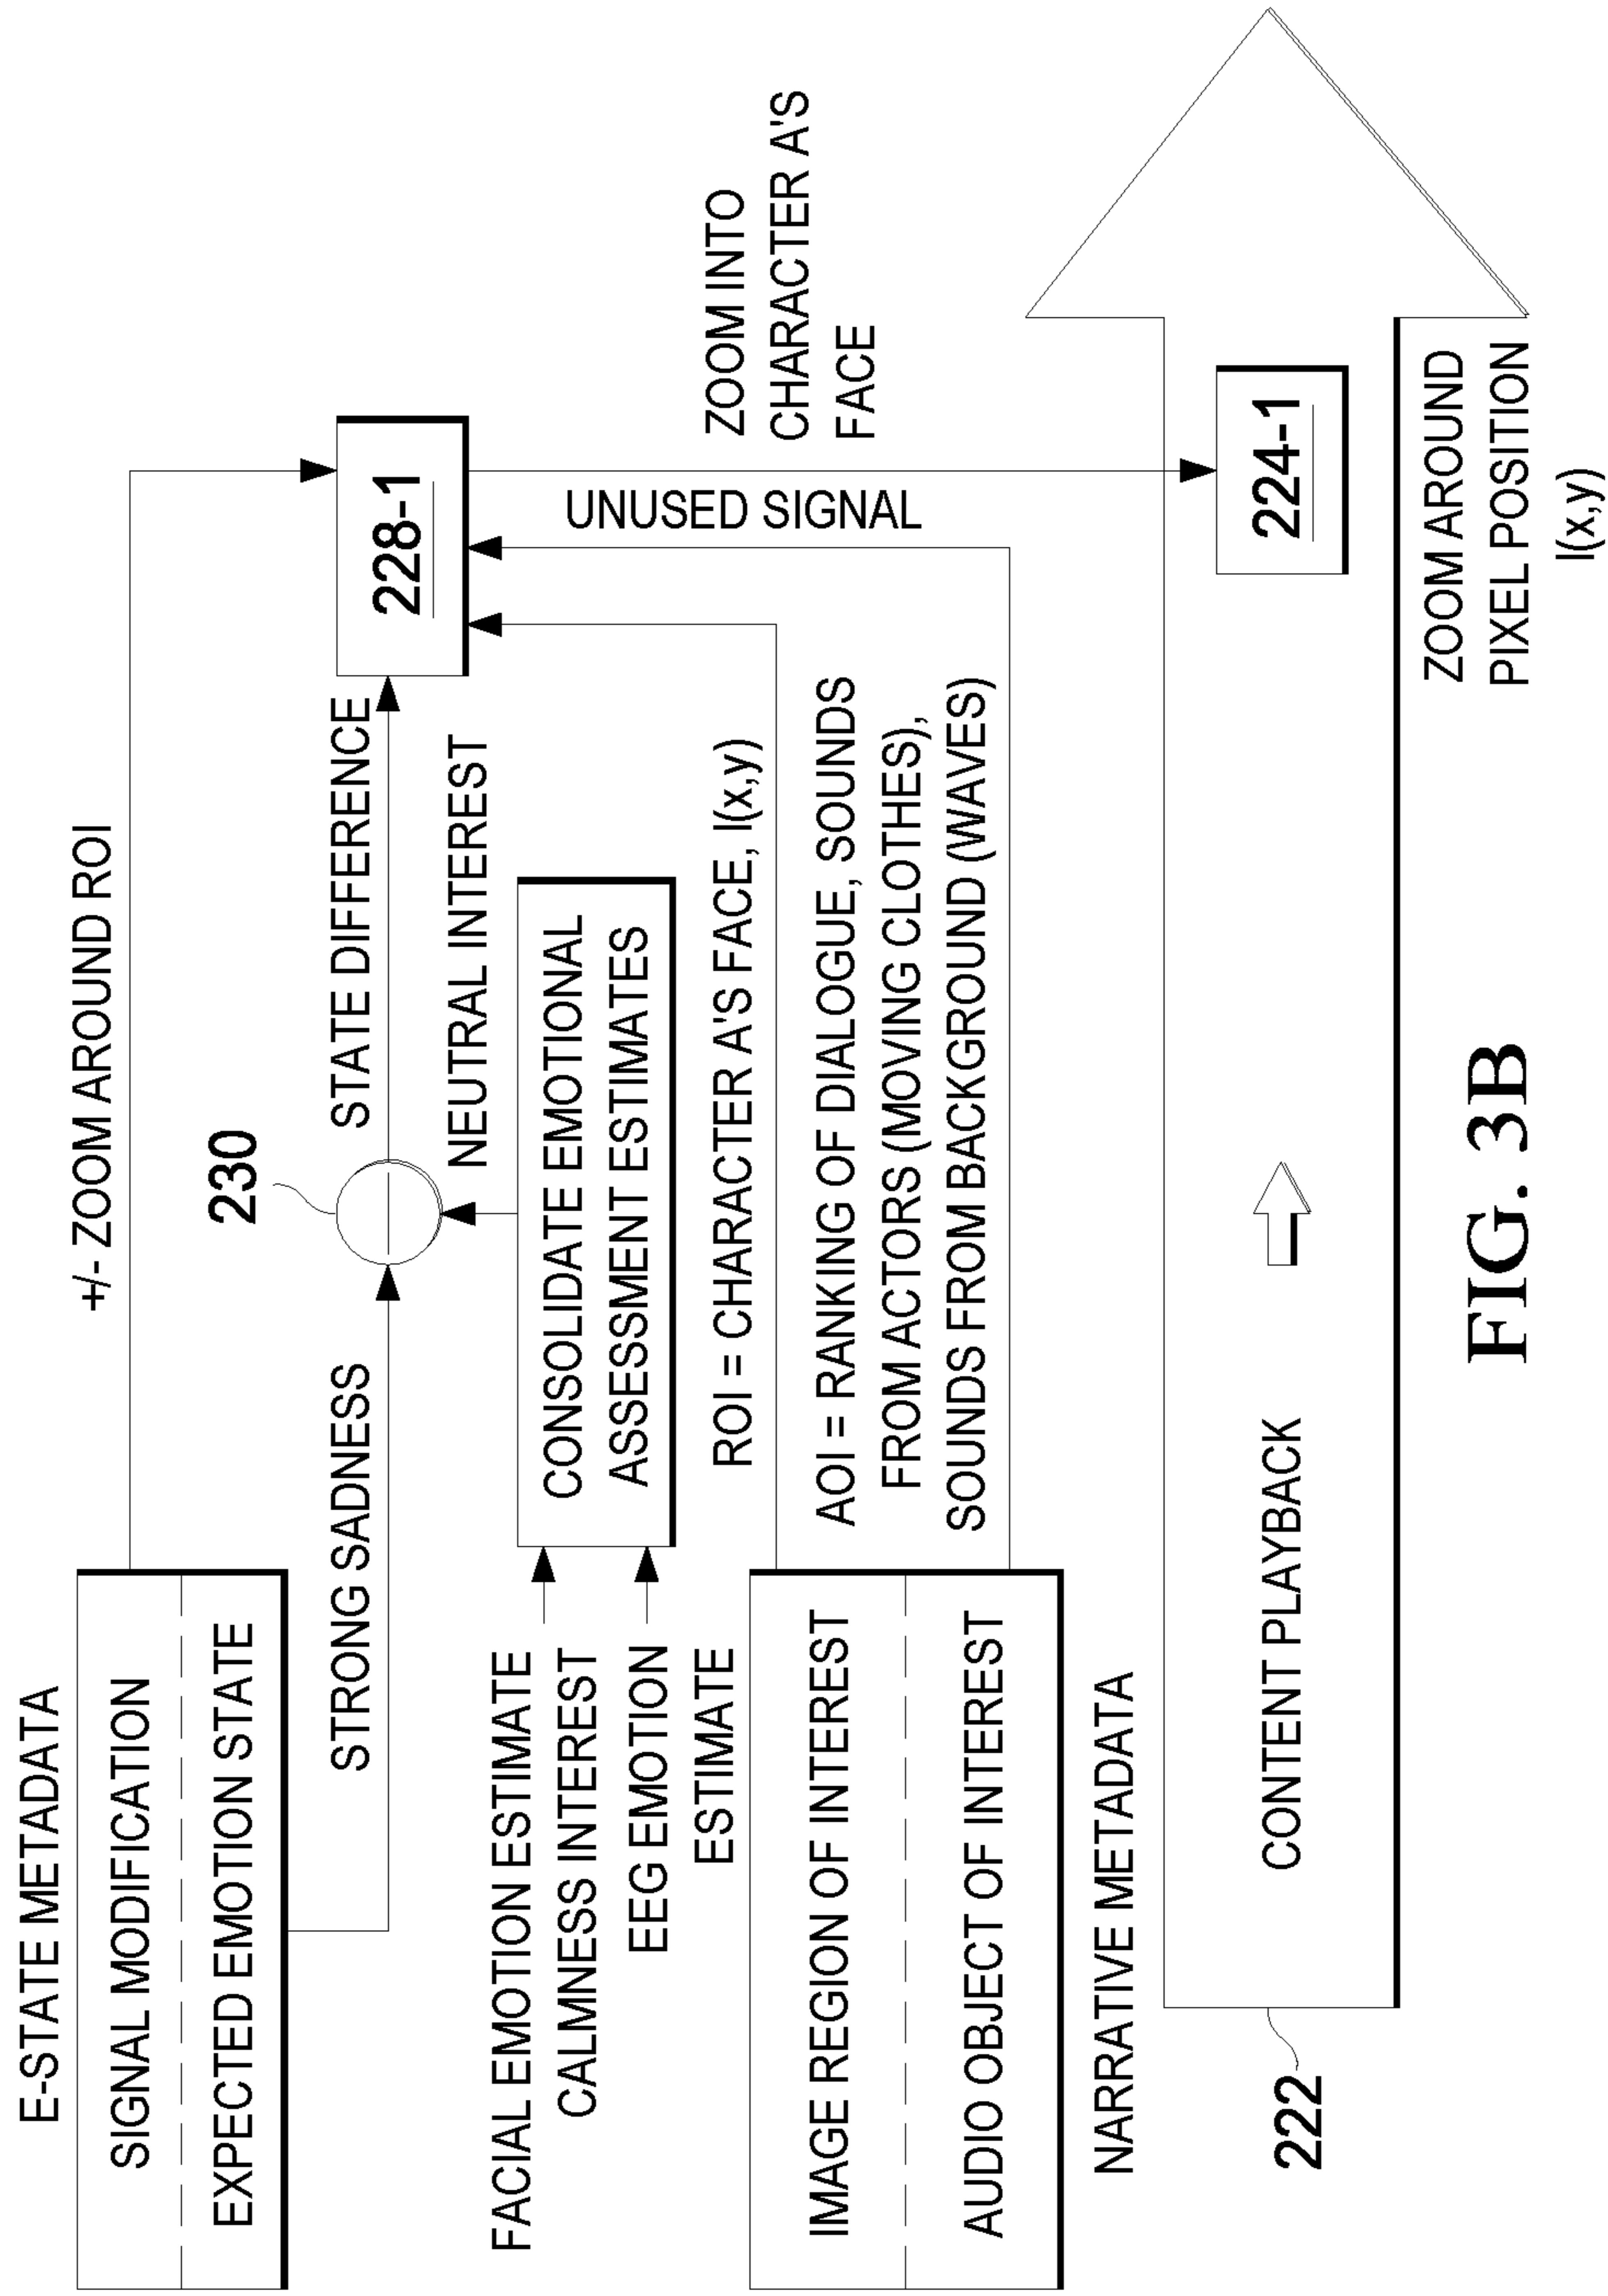 E-STATE METADATA
SIGNAL MODIFICATION
EXPECTED EMOTION STATE
+/- ZOOM AROUND ROI
STRONG SADNESS
230
STATE DIFFERENCE
NEUTRAL INTEREST
228-1
FACIAL EMOTION ESTIMATE
CALMNESS INTEREST
EEG EMOTION
ESTIMATE
CONSOLIDATE EMOTIONAL
ASSESSMENT ESTIMATES
UNUSED SIGNAL
ZOOM INTO
CHARACTER A'S
FACE
IMAGE REGION OF INTEREST
AUDIO OBJECT OF INTEREST
NARRATIVE METADATA
ROI = CHARACTER A'S FACE, I(x,y)
AOI = RANKING OF DIALOGUE, SOUNDS
FROM ACTORS (MOVING CLOTHES),
SOUNDS FROM BACKGROUND (WAVES)
222
CONTENT PLAYBACK
224-1
ZOOM AROUND
PIXEL POSITION
I(x,y)
FIG. 3B